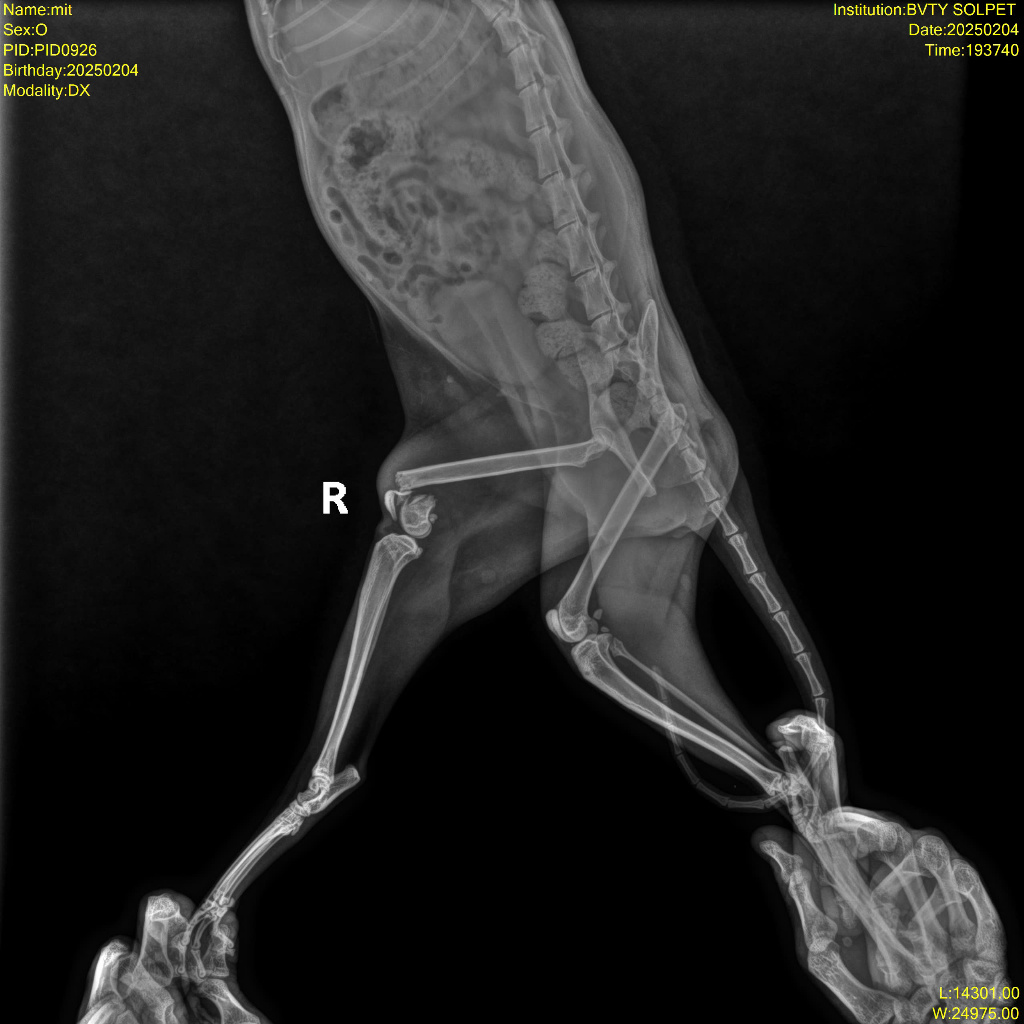 Name:mit
Sex:O
PID:PID0926
Birthday:20250204
Modality:DX
Institution:BVTY SOLPET
Date:20250204
Time:193740
R
L:14301.00
W:24975.00